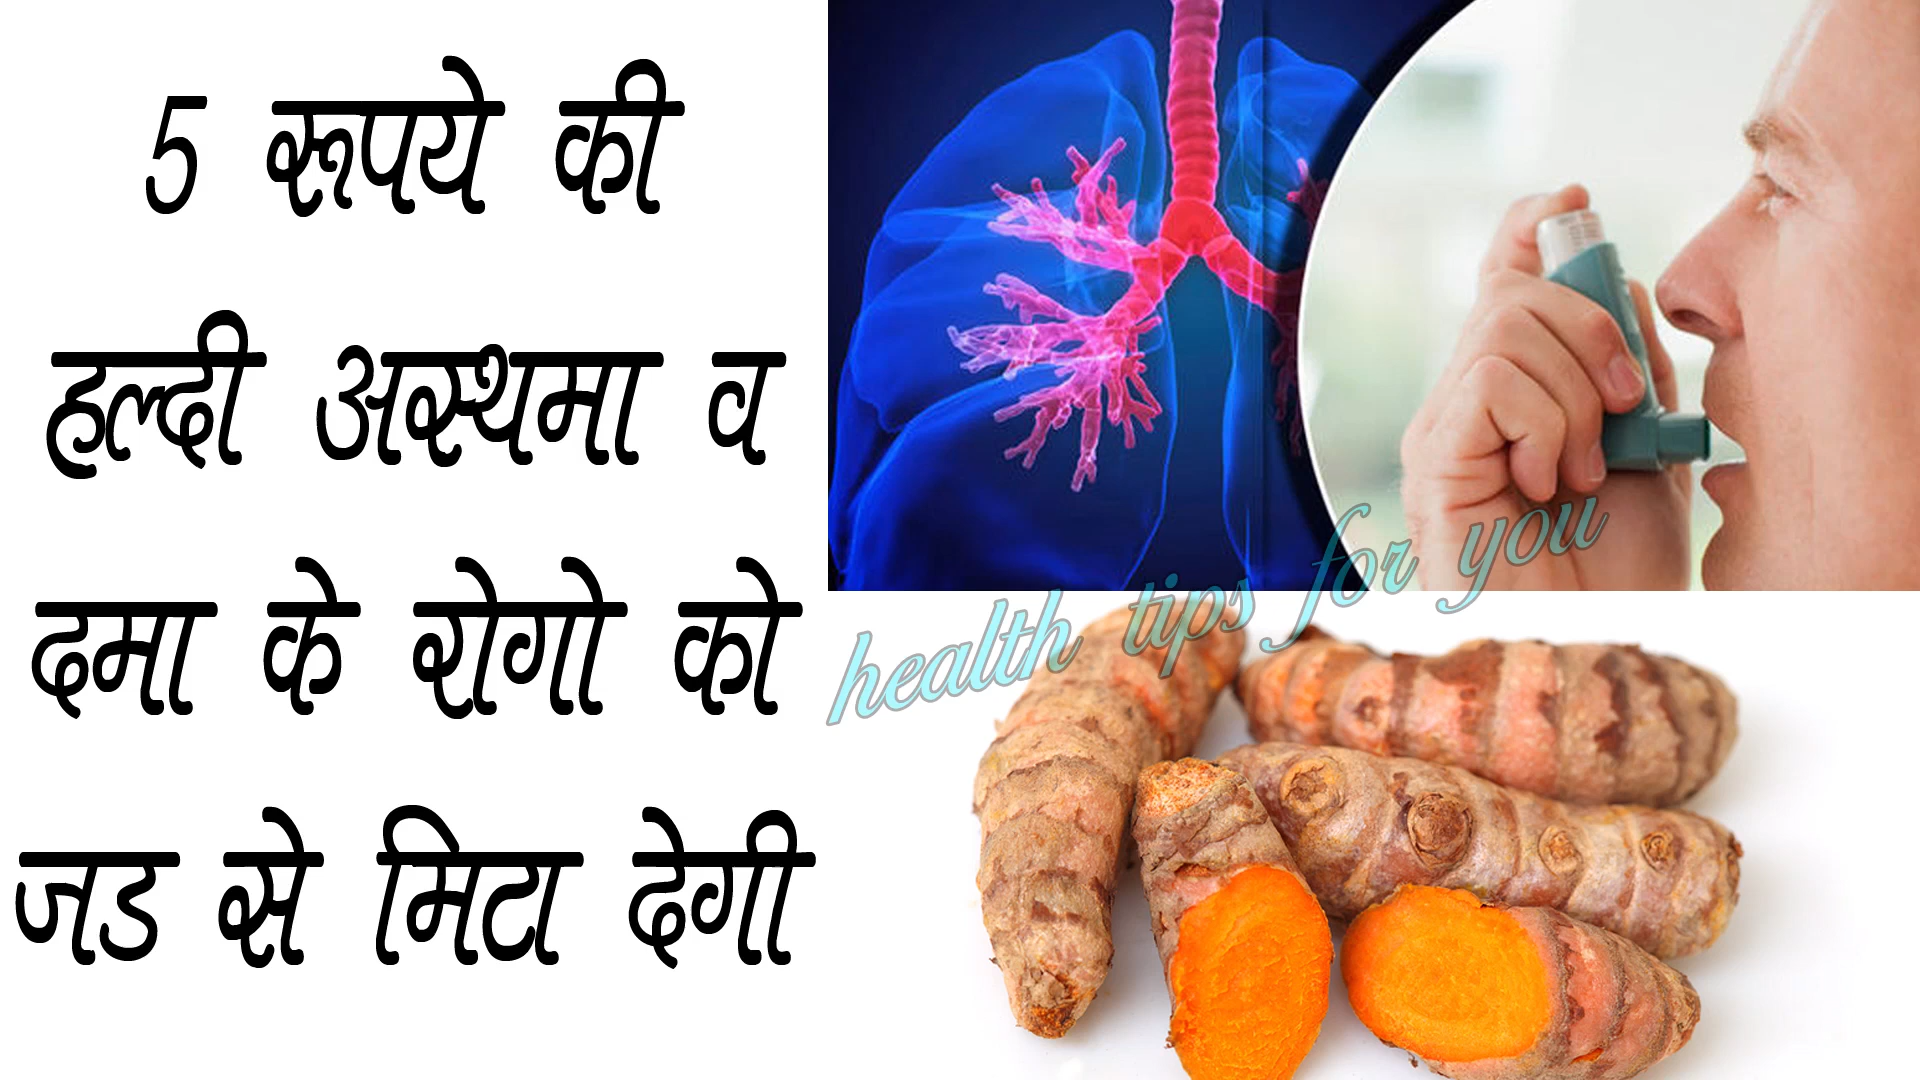 5 रूपये की
हल्दी अस्थमा व
दमा के रोगो को
जड से मिटा देगी
health tips for you